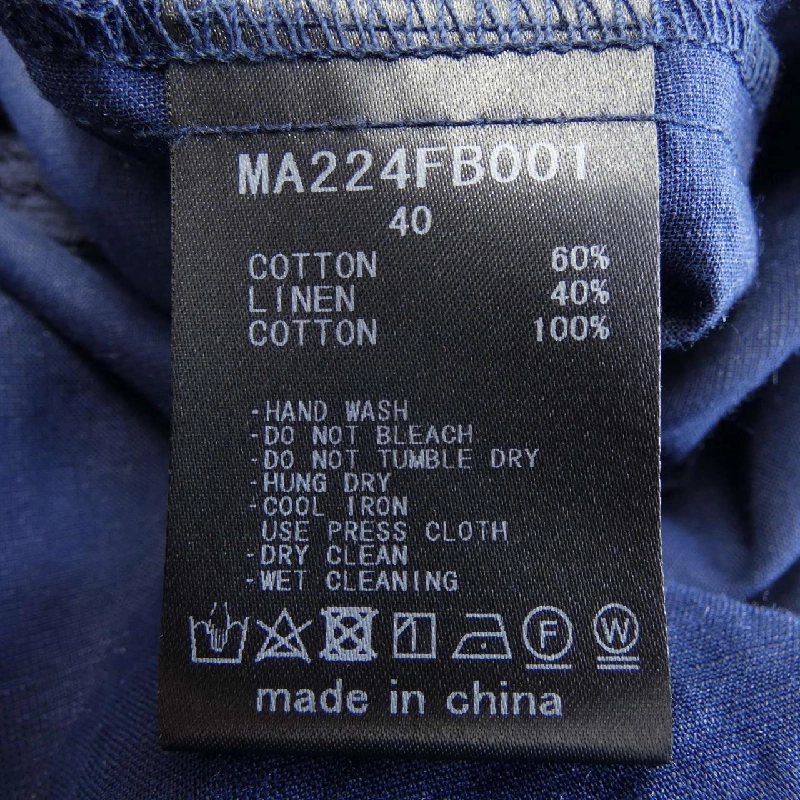 MA224FB001
40
COTTON 60%
LINEN 40%
COTTON 100%
-HAND WASH
-DO NOT BLEACH
-DO NOT TUMBLE DRY
-HUNG DRY
-COOL IRON
USE PRESS CLOTH
-DRY CLEAN
-WET CLEANING
F W
made in china